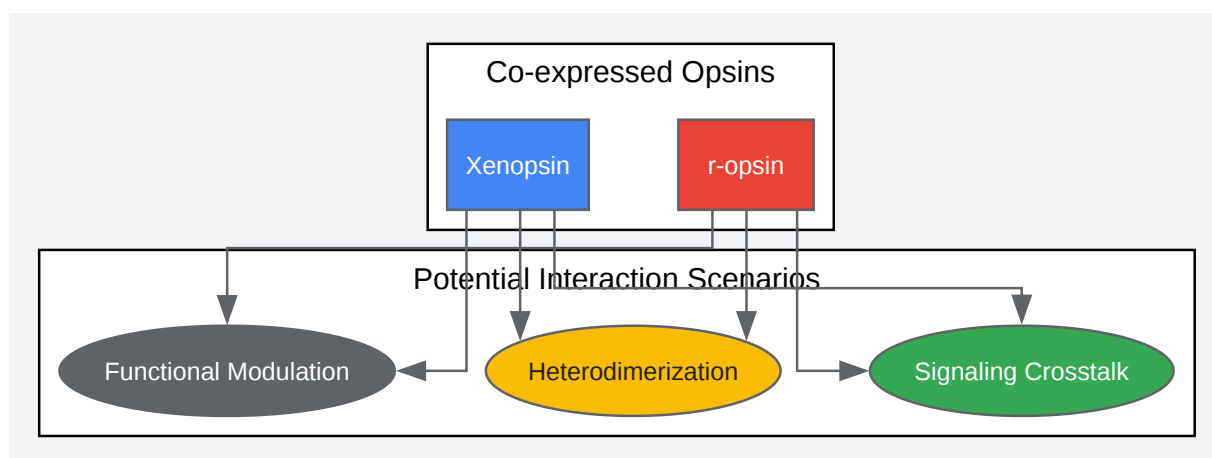 Co-expressed Opsins
Xenopsin
r-opsin
Potential Interaction Scenarios
Functional Modulation
Heterodimerization
Signaling Crosstalk